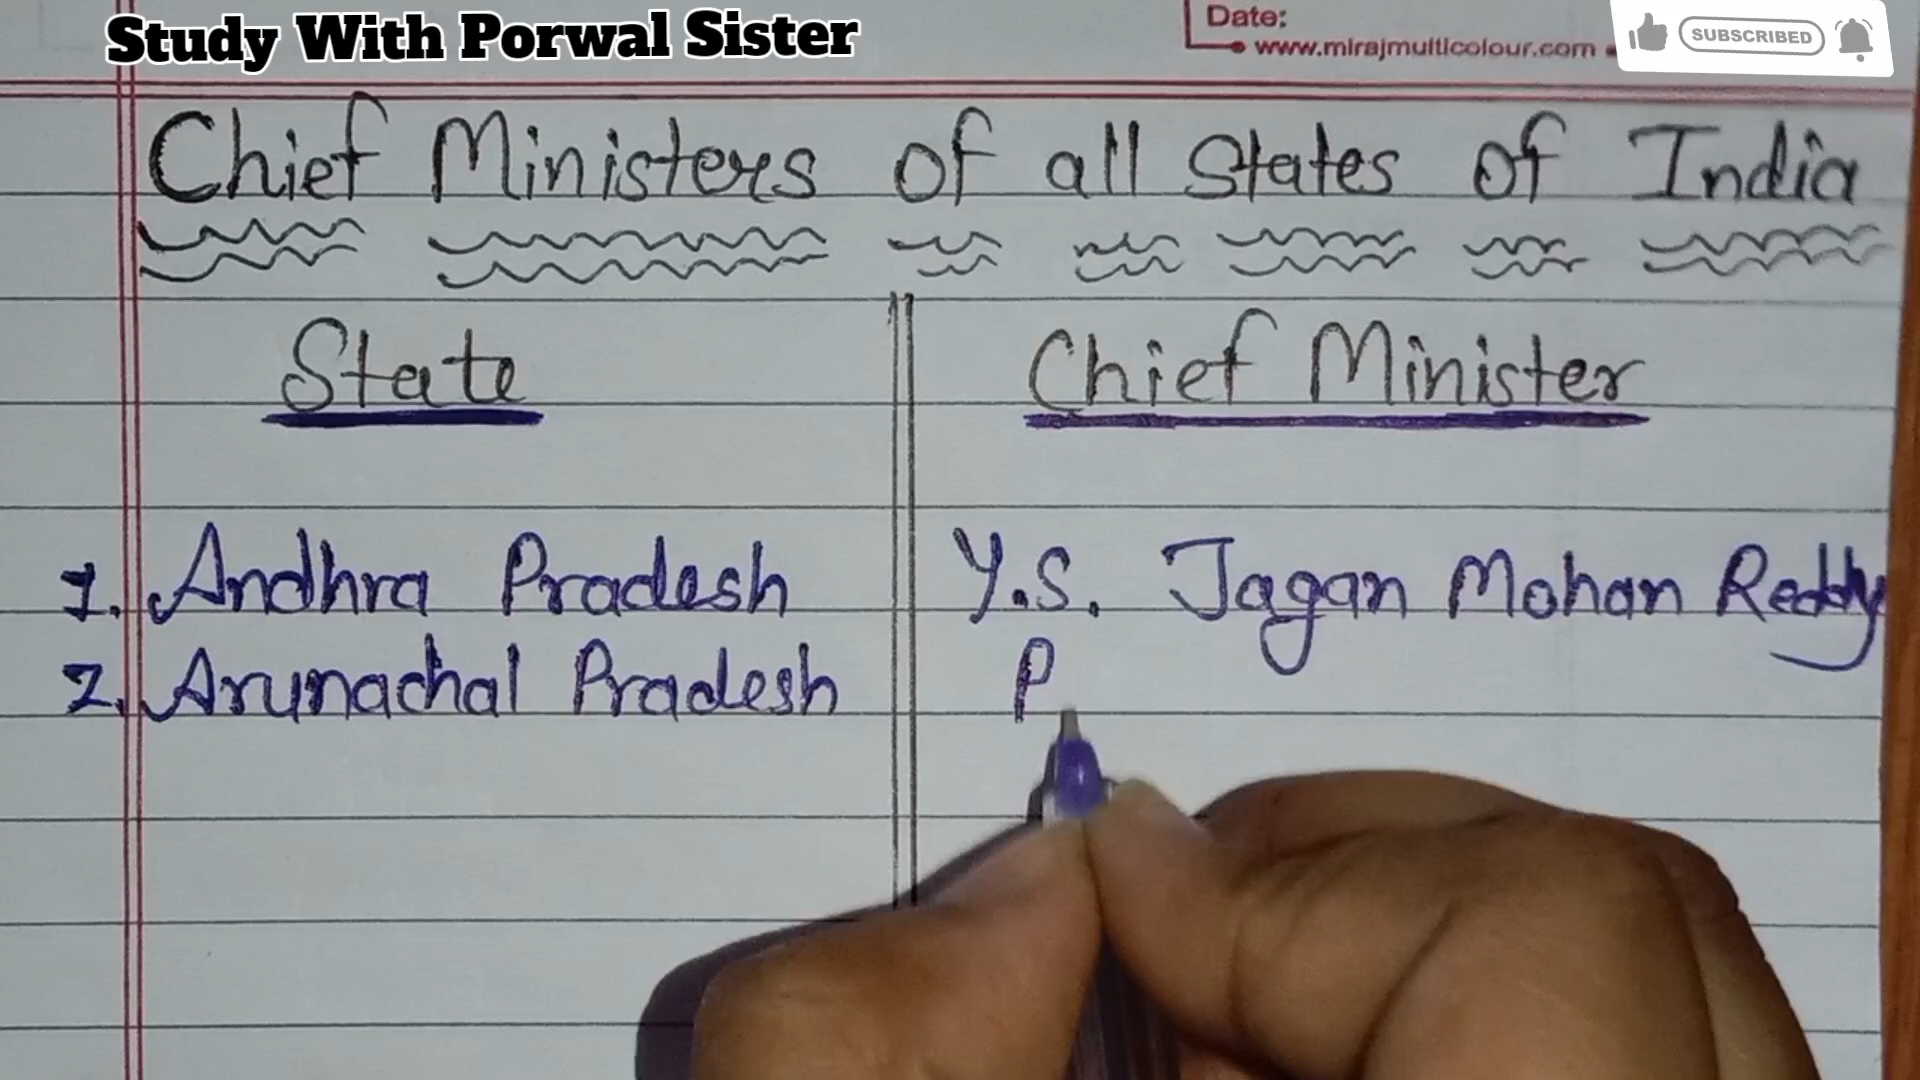 Study With Porwal Sister
Date:
www.mirajmulticolour.com
SUBSCRIBED
Chief Ministers of all States of India
State
Chief Minister
1. Andhra Pradesh
Y.S. Jagan Mohan Reddy
2. Arunachal Pradesh
P